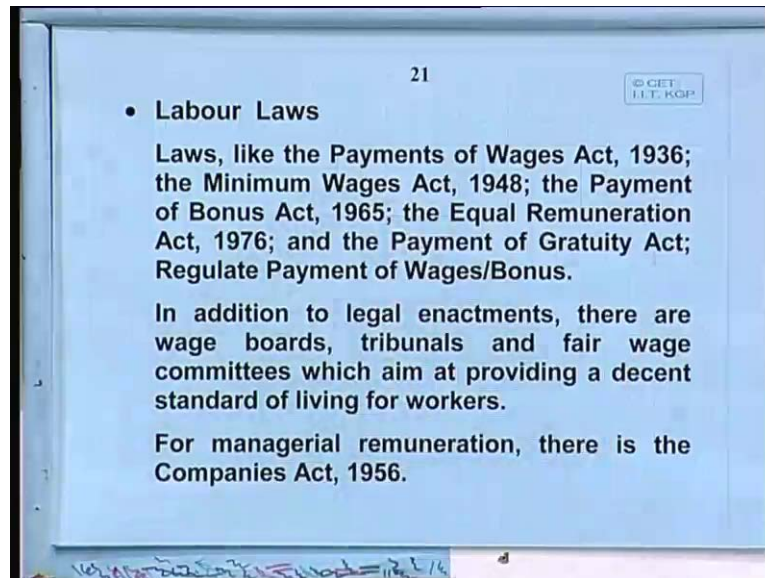 21
© CET
I.I.T. KGP
• Labour Laws
Laws, like the Payments of Wages Act, 1936;
the Minimum Wages Act, 1948; the Payment
of Bonus Act, 1965; the Equal Remuneration
Act, 1976; and the Payment of Gratuity Act;
Regulate Payment of Wages/Bonus.
In addition to legal enactments, there are
wage boards, tribunals and fair wage
committees which aim at providing a decent
standard of living for workers.
For managerial remuneration, there is the
Companies Act, 1956.